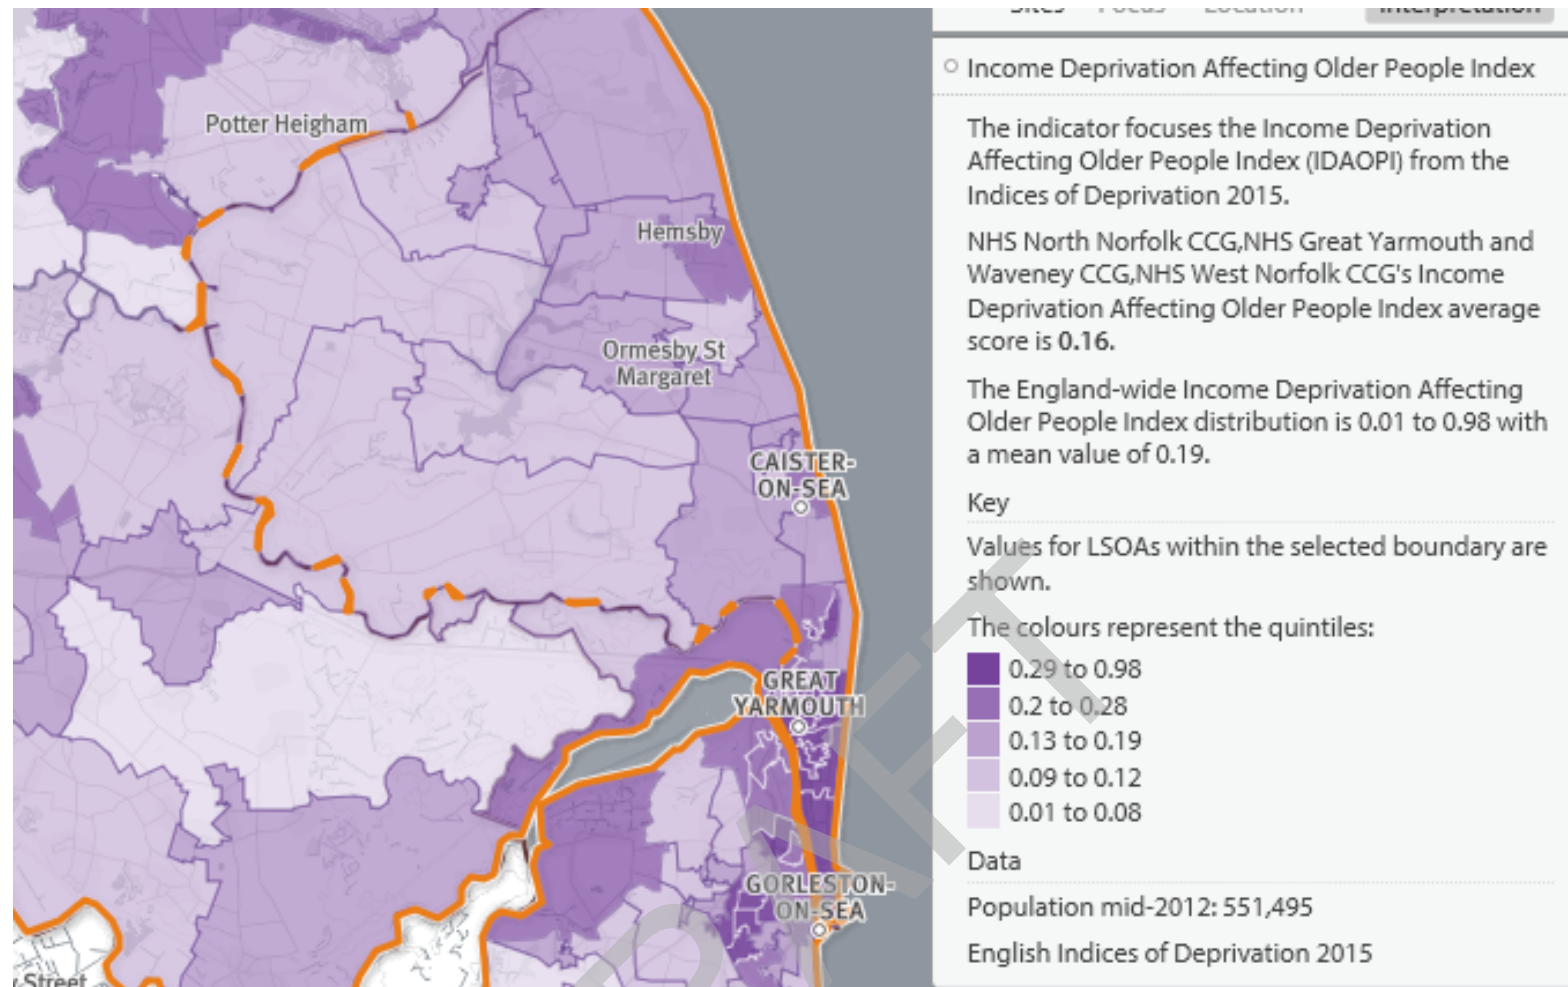 Sites Focus Location Interpretation
Income Deprivation Affecting Older People Index
The indicator focuses the Income Deprivation
Affecting Older People Index (IDAOPI) from the
Indices of Deprivation 2015.
NHS North Norfolk CCG,NHS Great Yarmouth and
Waveney CCG,NHS West Norfolk CCG's Income
Deprivation Affecting Older People Index average
score is 0.16.
The England-wide Income Deprivation Affecting
Older People Index distribution is 0.01 to 0.98 with
a mean value of 0.19.
Key
Values for LSOAs within the selected boundary are
shown.
The colours represent the quintiles:
0.29 to 0.98
0.2 to 0.28
0.13 to 0.19
0.09 to 0.12
0.01 to 0.08
Data
Population mid-2012: 551,495
English Indices of Deprivation 2015
Potter Heigham
Hemsby
Ormesby St
Margaret
CAISTER-
ON-SEA
GREAT
YARMOUTH
GORLESTON-
ON-SEA
Street